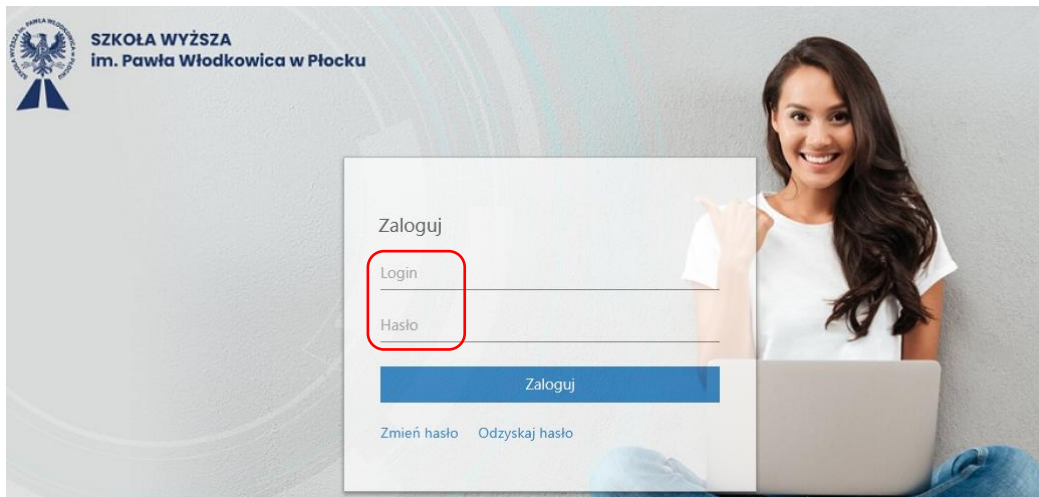 SZKOŁA WYŻSZA
im. Pawła Włodkowica w Płocku
Zaloguj
Login
Hasło
Zaloguj
Zmień hasło Odzyskaj hasło